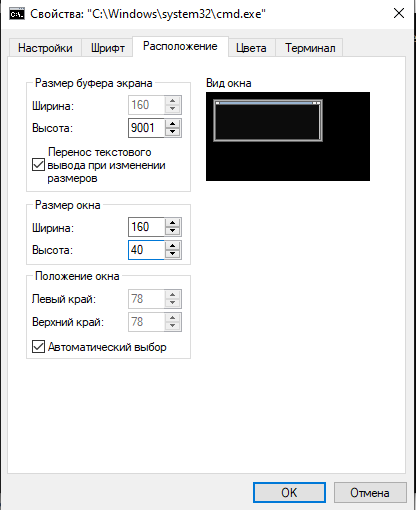 Свойства: "C:\Windows\system32\cmd.exe"
Настройки Шрифт Расположение Цвета Терминал
Размер буфера экрана
Ширина: 160
Высота: 9001
Перенос текстового
вывода при изменении
размеров
Размер окна
Ширина: 160
Высота: 40
Положение окна
Левый край: 78
Верхний край: 78
Автоматический выбор
Вид окна
OK Отмена